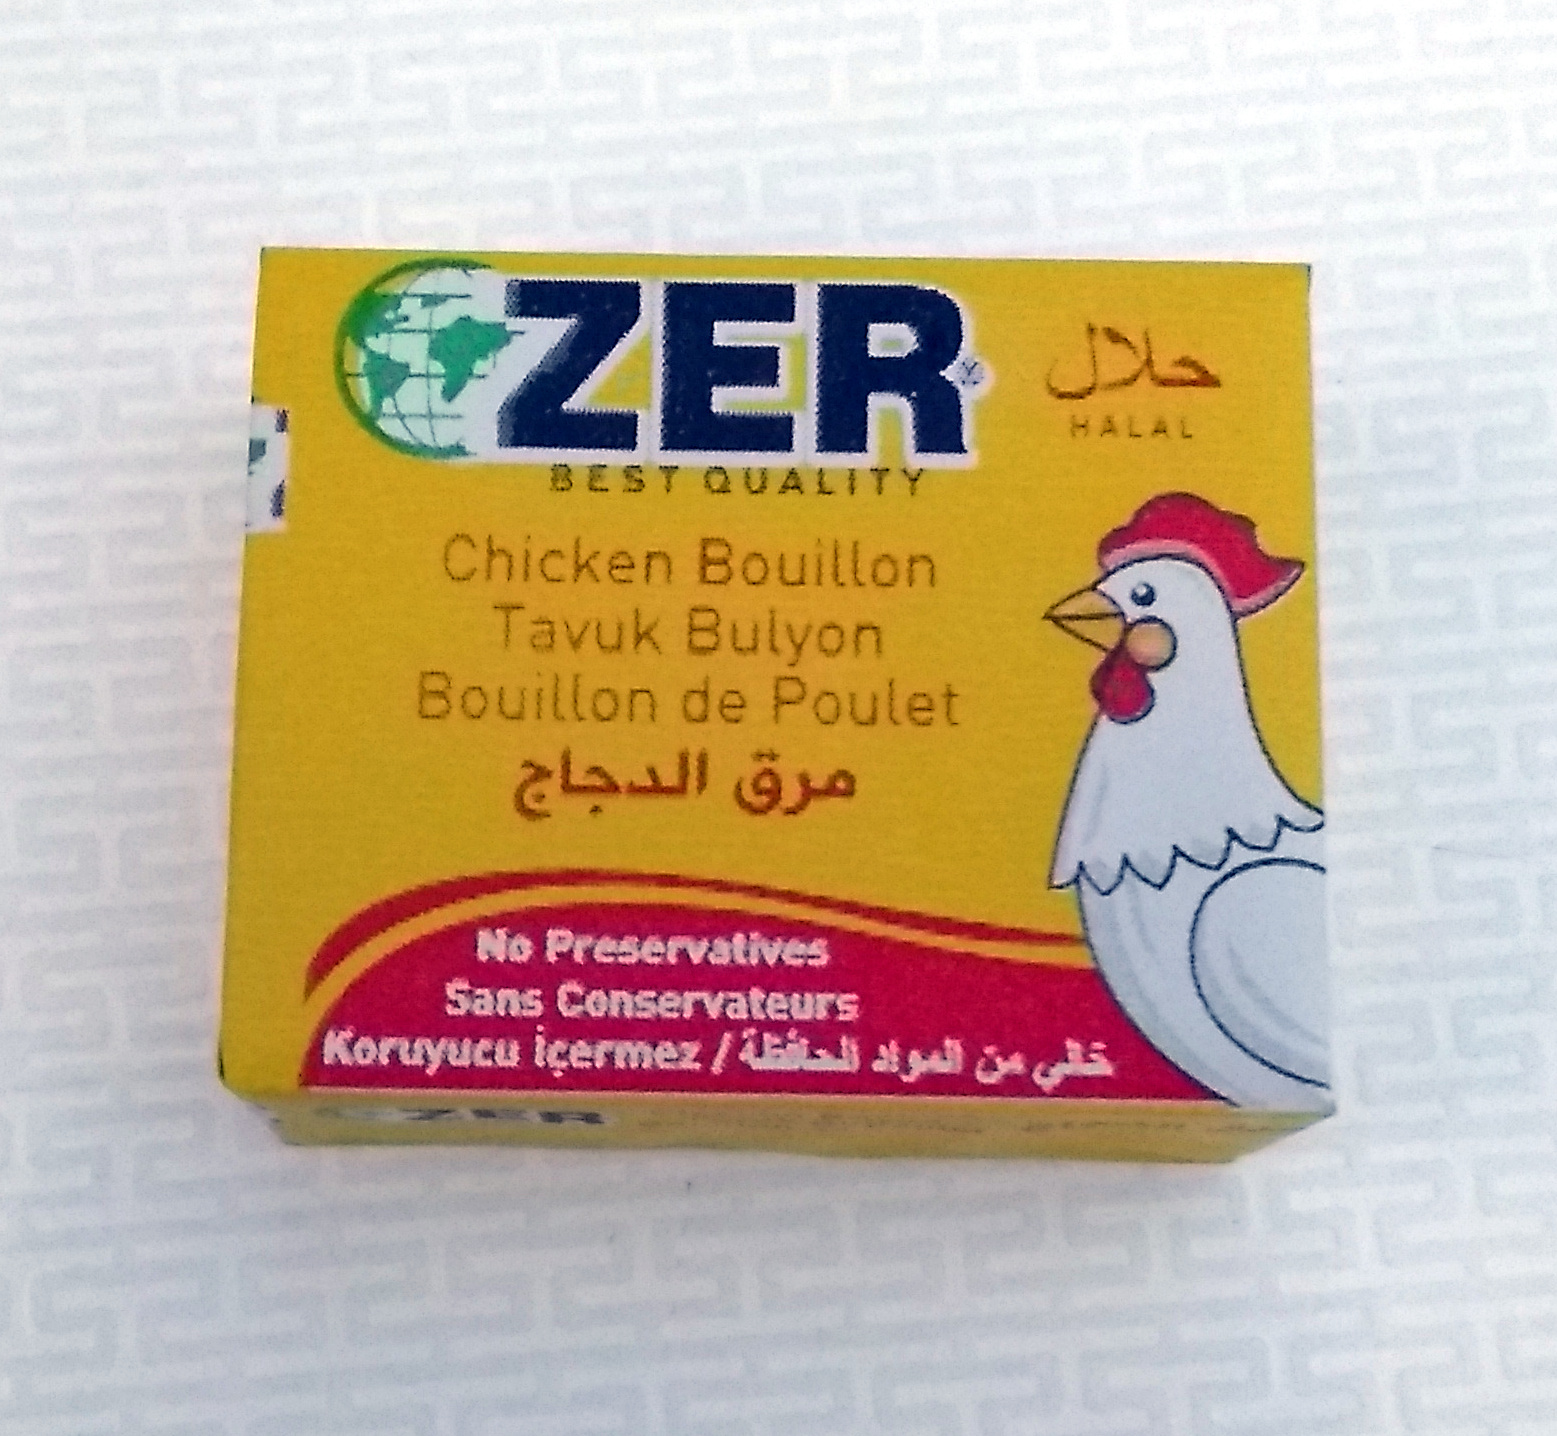 ZER
BEST QUALITY
حلال
HALAL
Chicken Bouillon
Tavuk Bulyon
Bouillon de Poulet
مرق الدجاج
No Preservatives
Sans Conservateurs
Koruyucu İçermez / خالي من المواد الحافظة
ZER